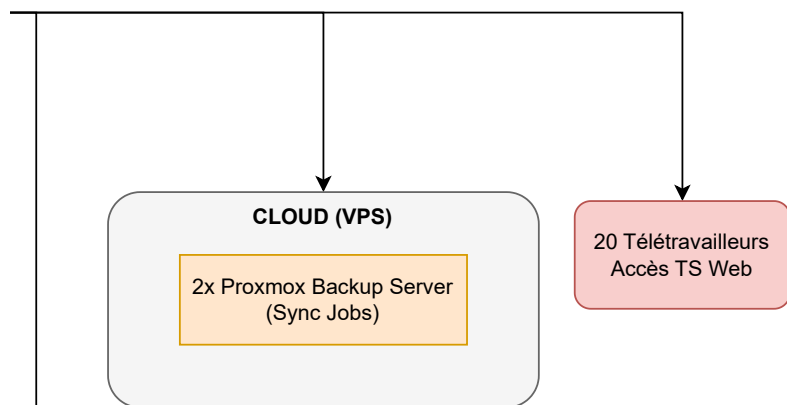 CLOUD (VPS)
2x Proxmox Backup Server
(Sync Jobs)
20 Télétravailleurs
Accès TS Web